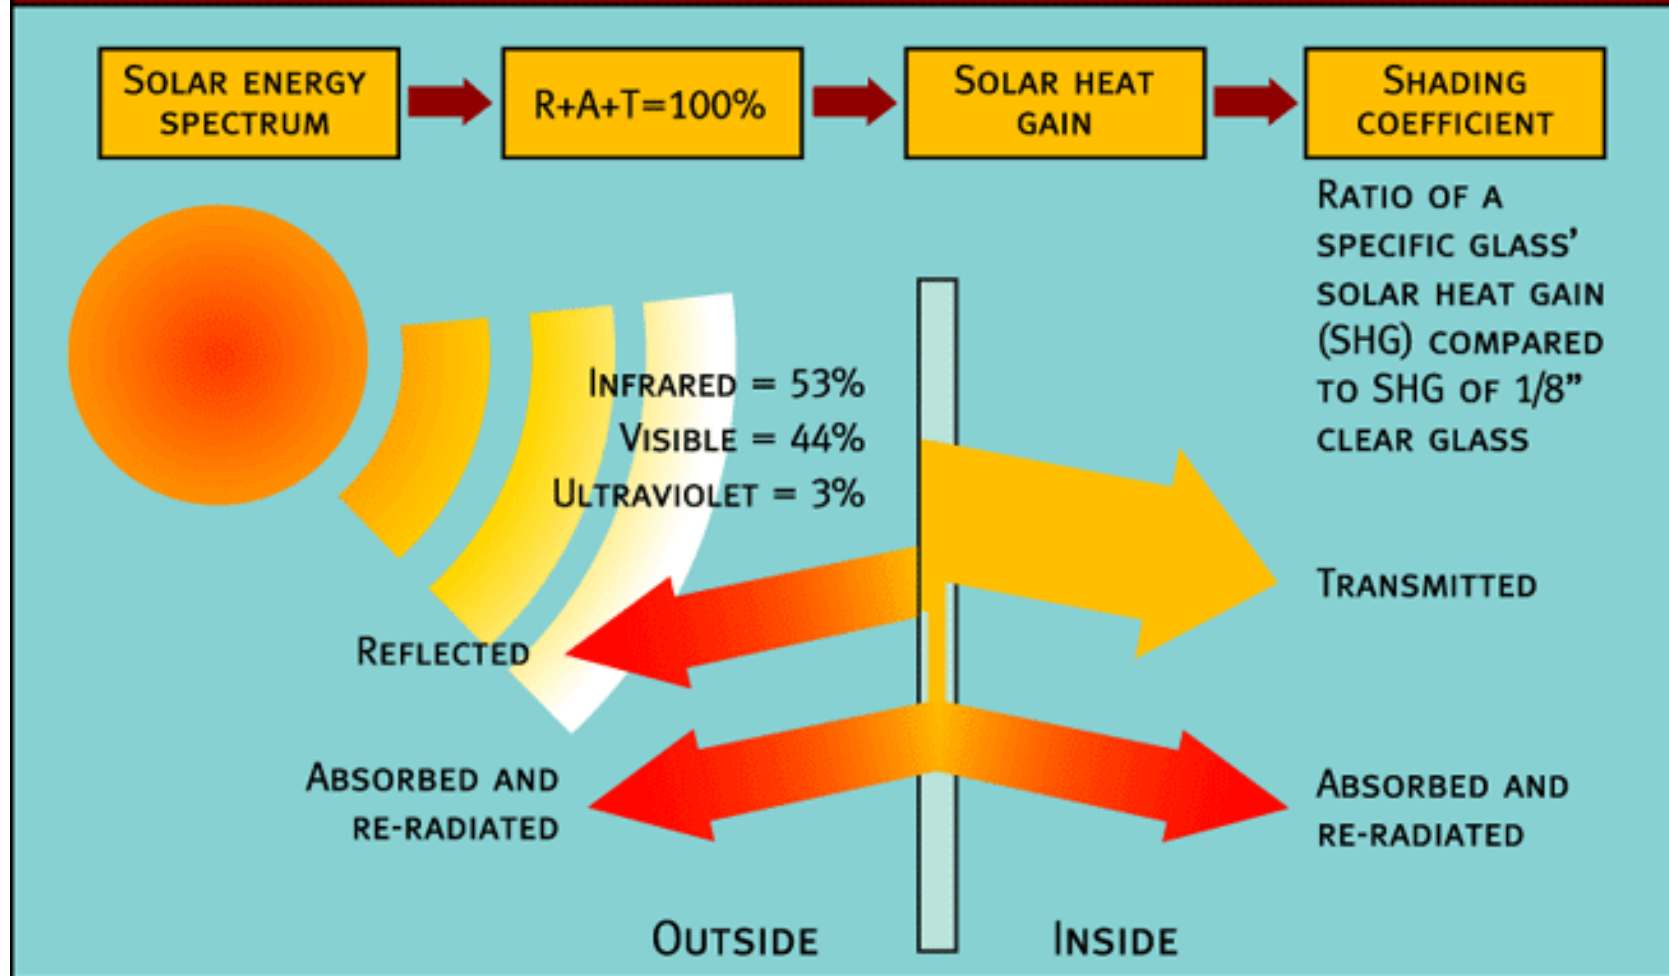 SOLAR ENERGY
SPECTRUM
R+A+T=100%
SOLAR HEAT
GAIN
SHADING
COEFFICIENT
RATIO OF A
SPECIFIC GLASS’
SOLAR HEAT GAIN
(SHG) COMPARED
TO SHG OF 1/8”
CLEAR GLASS
INFRARED = 53%
VISIBLE = 44%
ULTRAVIOLET = 3%
TRANSMITTED
REFLECTED
ABSORBED AND
RE-RADIATED
ABSORBED AND
RE-RADIATED
OUTSIDE
INSIDE